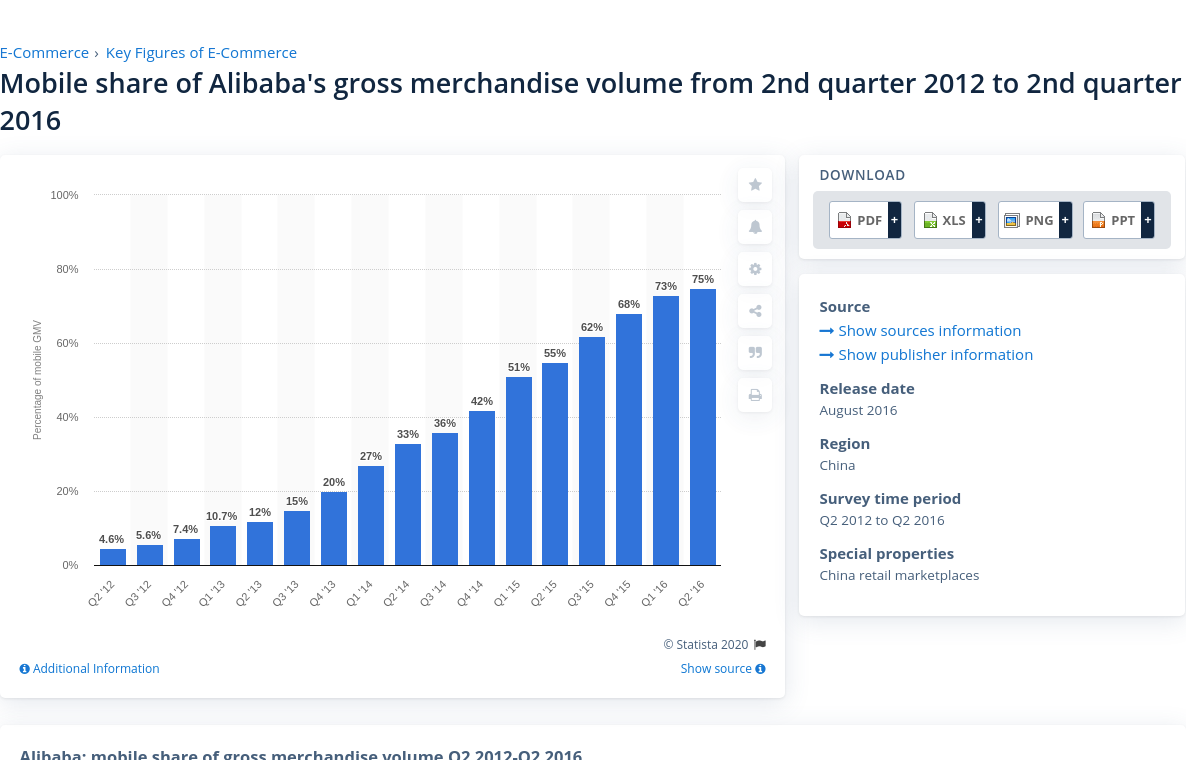 E-Commerce › Key Figures of E-Commerce
Mobile share of Alibaba's gross merchandise volume from 2nd quarter 2012 to 2nd quarter
2016
100%
80%
60%
40%
20%
0%
Percentage of mobile GMV
4.6%
5.6%
7.4%
10.7%
12%
15%
20%
27%
33%
36%
42%
51%
55%
62%
68%
73%
75%
Q2 '12
Q3 '12
Q4 '12
Q1 '13
Q2 '13
Q3 '13
Q4 '13
Q1 '14
Q2 '14
Q3 '14
Q4 '14
Q1 '15
Q2 '15
Q3 '15
Q4 '15
Q1 '16
Q2 '16
© Statista 2020
Additional Information
Show source
DOWNLOAD
PDF + XLS + PNG + PPT +
Source
Show sources information
Show publisher information
Release date
August 2016
Region
China
Survey time period
Q2 2012 to Q2 2016
Special properties
China retail marketplaces
Alibaba: mobile share of gross merchandise volume Q2 2012-Q2 2016